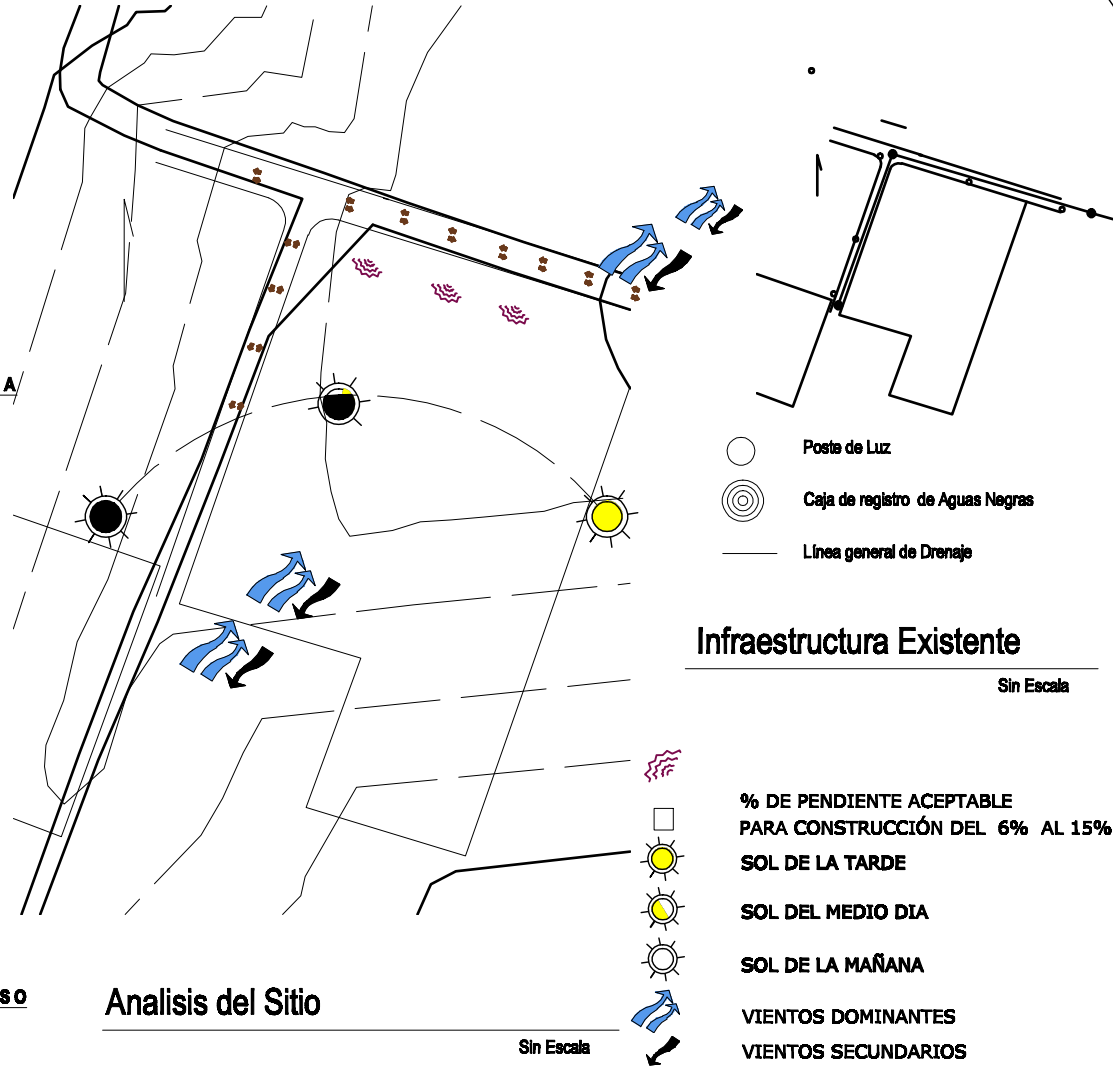 A
Poste de Luz
Caja de registro de Aguas Negras
Línea general de Drenaje
Infraestructura Existente
Sin Escala
% DE PENDIENTE ACEPTABLE
PARA CONSTRUCCIÓN DEL 6% AL 15%
SOL DE LA TARDE
SOL DEL MEDIO DIA
SOL DE LA MAÑANA
VIENTOS DOMINANTES
VIENTOS SECUNDARIOS
S O
Analisis del Sitio
Sin Escala